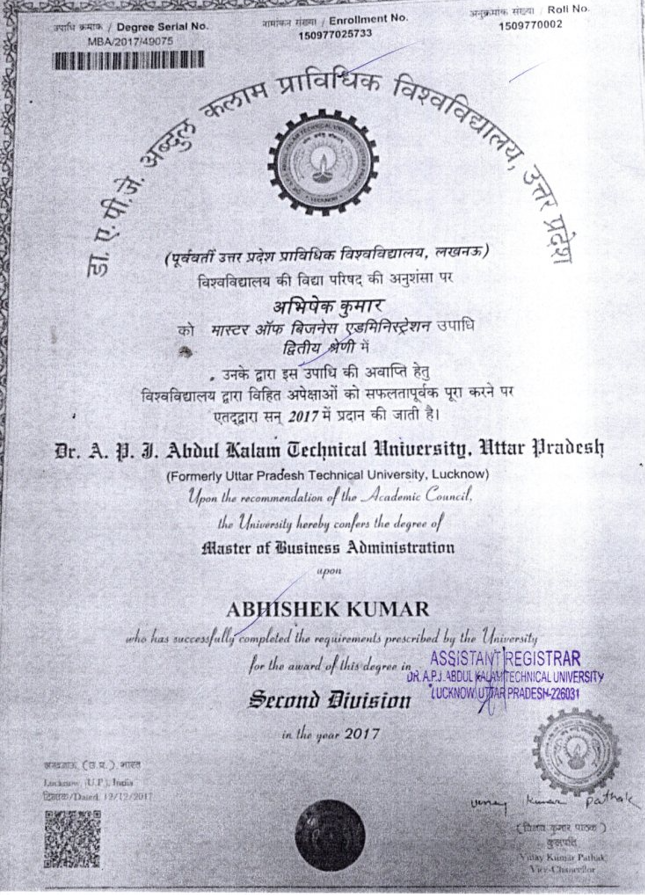 उपाधि क्रमांक / Degree Serial No.
MBA/2017/49075
नामांकन संख्या / Enrollment No.
150977025733
अनुक्रमांक संख्या / Roll No.
1509770002
डा. ए. पी. जे. अब्दुल कलाम प्राविधिक विश्वविद्यालय, उत्तर प्रदेश
(पूर्ववर्ती उत्तर प्रदेश प्राविधिक विश्वविद्यालय, लखनऊ)
विश्वविद्यालय की विद्या परिषद की अनुशंसा पर
अभिषेक कुमार
को मास्टर ऑफ बिजनेस एडमिनिस्ट्रेशन उपाधि
द्वितीय श्रेणी में
उनके द्वारा इस उपाधि की अवाप्ति हेतु
विश्वविद्यालय द्वारा विहित अपेक्षाओं को सफलतापूर्वक पूरा करने पर
एतद्द्वारा सन् 2017 में प्रदान की जाती है।
Dr. A. P. J. Abdul Kalam Technical University, Uttar Pradesh
(Formerly Uttar Pradesh Technical University, Lucknow)
Upon the recommendation of the Academic Council,
the University hereby confers the degree of
Master of Business Administration
upon
ABHISHEK KUMAR
who has successfully completed the requirements prescribed by the University
for the award of this degree in
ASSISTANT REGISTRAR
DR. A.P.J. ABDUL KALAM TECHNICAL UNIVERSITY
LUCKNOW UTTAR PRADESH-226031
Second Division
in the year 2017
लखनऊ, (उ.प्र.), भारत
Lucknow (U.P.), India
दिनांक/Dated, 12/12/2017
vinay kumar pathak
(विनय कुमार पाठक)
कुलपति
Vinay Kumar Pathak
Vice-Chancellor